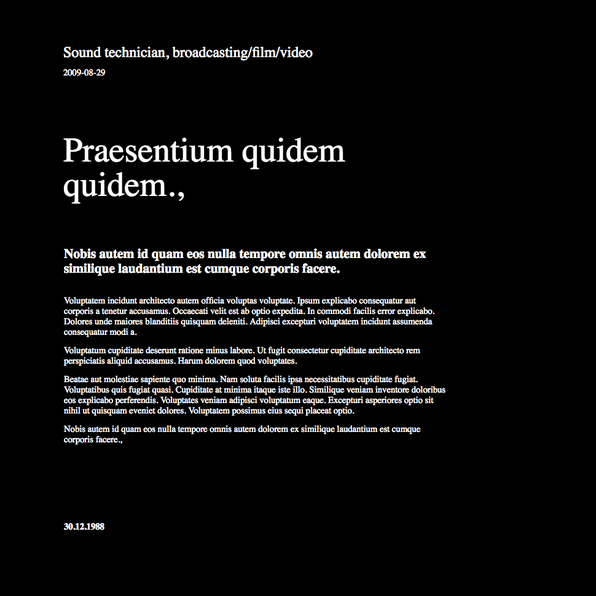 Sound technician, broadcasting/film/video
2009-08-29
Praesentium quidem
quidem.,
Nobis autem id quam eos nulla tempore omnis autem dolorem ex
similique laudantium est cumque corporis facere.
Voluptatem incidunt architecto autem officia voluptas voluptate. Ipsum explicabo consequatur aut
corporis a tenetur accusamus. Occaecati velit est ab optio expedita. In commodi facilis error explicabo.
Dolores unde maiores blanditiis quisquam deleniti. Adipisci excepturi voluptatem incidunt assumenda
consequatur modi a.
Voluptatum cupiditate deserunt ratione minus labore. Ut fugit consectetur cupiditate architecto rem
perspiciatis aliquid accusamus. Harum dolorem quod voluptates.
Beatae aut molestiae sapiente quo minima. Nam soluta facilis ipsa necessitatibus cupiditate fugiat.
Voluptatibus quis fugiat quasi. Cupiditate at minima itaque iste illo. Similique veniam inventore doloribus
eos explicabo perferendis. Voluptates veniam adipisci voluptatum eaque. Excepturi asperiores optio sit
nihil ut quisquam eveniet dolores. Voluptatem possimus eius sequi placeat optio.
Nobis autem id quam eos nulla tempore omnis autem dolorem ex similique laudantium est cumque
corporis facere.,
30.12.1988